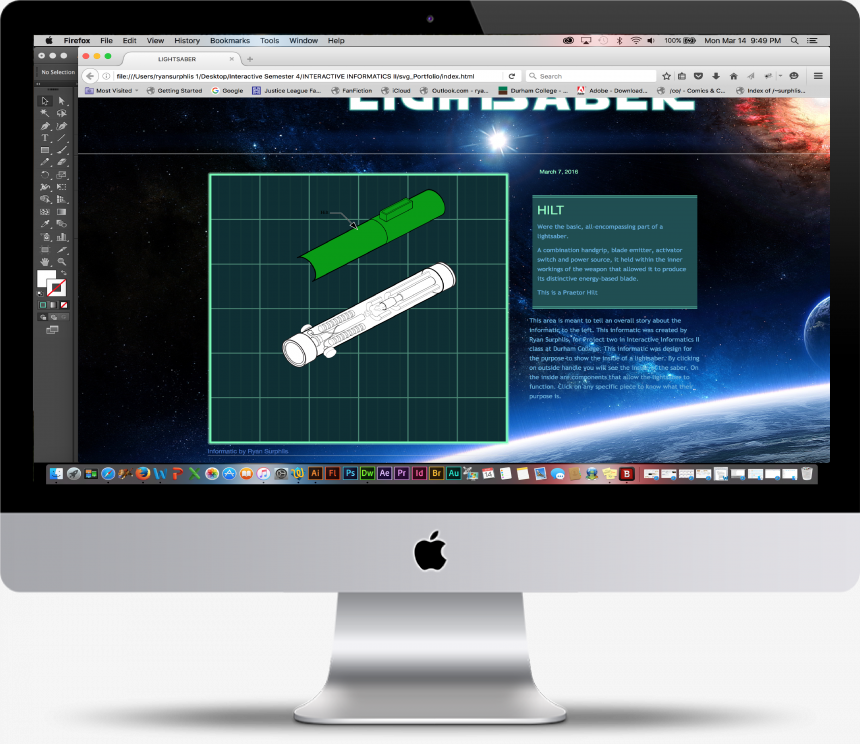 Firefox File Edit View History Bookmarks Tools Window Help 100% Mon Mar 14 9:49 PM
LIGHTSABER
No Selection
file:///Users/ryansurphlis 1/Desktop/Interactive Semester 4/INTERACTIVE INFORMATICS II/svg_Portfolio/index.html Search
Most Visited Getting Started Google Justice League Fa... FanFiction iCloud Outlook.com - rya... Durham College - ... Adobe - Download... /co/ - Comics & C... Index of /~surphlis...
LIGHTSABER
March 7, 2016
HILT
Were the basic, all-encompassing part of a
lightsaber.
A combination handgrip, blade emitter, activator
switch and power source, it held within the inner
workings of the weapon that allowed it to produce
its distinctive energy-based blade.
This is a Praetor Hilt
This area is meant to tell an overall story about the
informatic to the left. This informatic was created by
Ryan Surphlis, for Project two in Interactive Informatics II
class at Durham College. This informatic was design for
the purpose to show the inside of a lightsaber. By clicking
on outside handle you will see the inside of the saber. On
the inside are components that allow the lightsaber to
function. Click on any specific piece to know what their
purpose is.
Informatic by Ryan Surphlis
Ai Fl Ps Dw Ae Pr Id Br Au 14 B